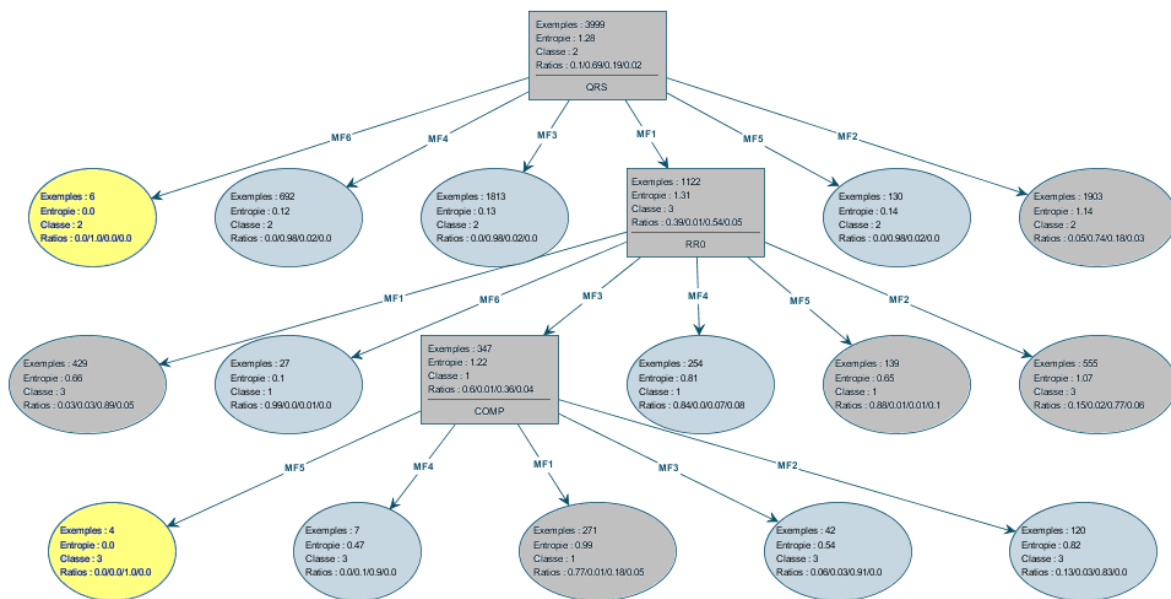 Exemples : 3999
Entropie : 1.28
Classe : 2
Ratios : 0.1/0.69/0.19/0.02
QRS
MF6
MF4
MF3
MF1
MF5
MF2
Exemples : 6
Entropie : 0.0
Classe : 2
Ratios : 0.0/1.0/0.0/0.0
Exemples : 692
Entropie : 0.12
Classe : 2
Ratios : 0.0/0.98/0.02/0.0
Exemples : 1813
Entropie : 0.13
Classe : 2
Ratios : 0.0/0.98/0.02/0.0
Exemples : 1122
Entropie : 1.31
Classe : 3
Ratios : 0.39/0.01/0.54/0.05
RR0
Exemples : 130
Entropie : 0.14
Classe : 2
Ratios : 0.0/0.98/0.02/0.0
Exemples : 1903
Entropie : 1.14
Classe : 2
Ratios : 0.05/0.74/0.18/0.03
MF1
MF6
MF3
MF4
MF5
MF2
Exemples : 429
Entropie : 0.66
Classe : 3
Ratios : 0.03/0.03/0.89/0.05
Exemples : 27
Entropie : 0.1
Classe : 1
Ratios : 0.99/0.0/0.01/0.0
Exemples : 347
Entropie : 1.22
Classe : 1
Ratios : 0.6/0.01/0.36/0.04
COMP
Exemples : 254
Entropie : 0.81
Classe : 1
Ratios : 0.84/0.0/0.07/0.08
Exemples : 139
Entropie : 0.65
Classe : 1
Ratios : 0.88/0.01/0.01/0.1
Exemples : 555
Entropie : 1.07
Classe : 3
Ratios : 0.15/0.02/0.77/0.06
MF5
MF4
MF1
MF3
MF2
Exemples : 4
Entropie : 0.0
Classe : 3
Ratios : 0.0/0.0/1.0/0.0
Exemples : 7
Entropie : 0.47
Classe : 3
Ratios : 0.0/0.1/0.9/0.0
Exemples : 271
Entropie : 0.99
Classe : 1
Ratios : 0.77/0.01/0.18/0.05
Exemples : 42
Entropie : 0.54
Classe : 3
Ratios : 0.06/0.03/0.91/0.0
Exemples : 120
Entropie : 0.82
Classe : 3
Ratios : 0.13/0.03/0.83/0.0